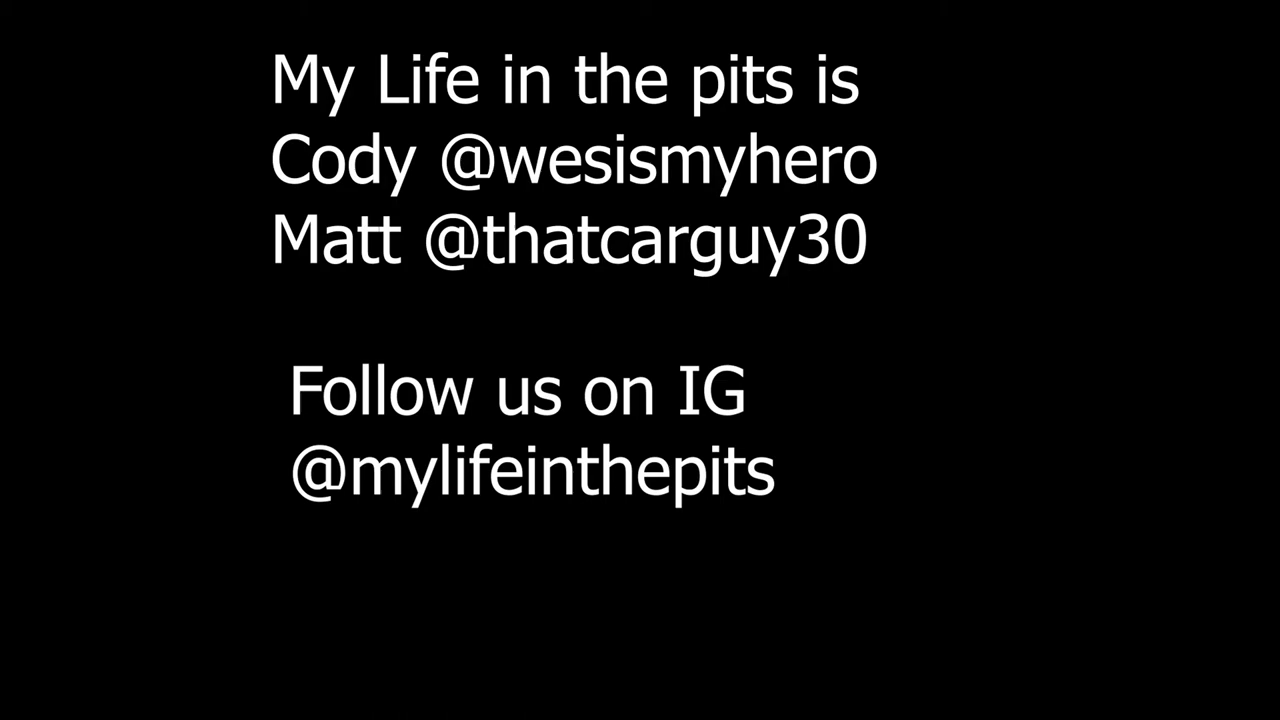 My Life in the pits is
Cody @wesismyhero
Matt @thatcarguy30
Follow us on IG
@mylifeinthepits